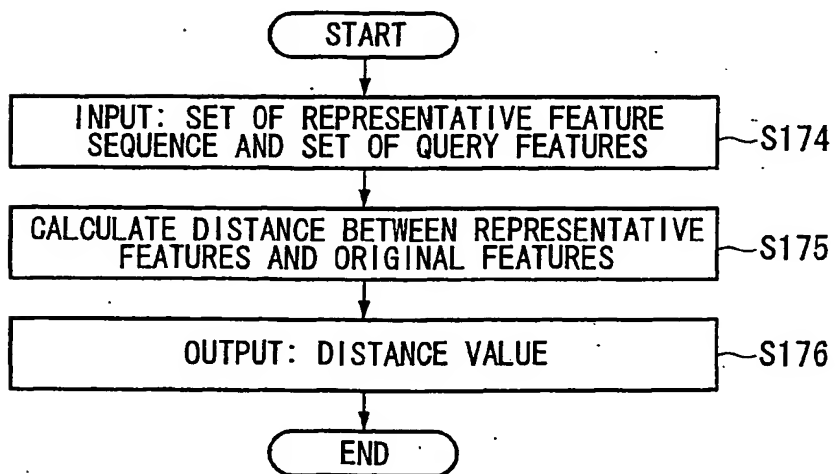 START
INPUT: SET OF REPRESENTATIVE FEATURE
SEQUENCE AND SET OF QUERY FEATURES
S174
CALCULATE DISTANCE BETWEEN REPRESENTATIVE
FEATURES AND ORIGINAL FEATURES
S175
OUTPUT: DISTANCE VALUE
S176
END